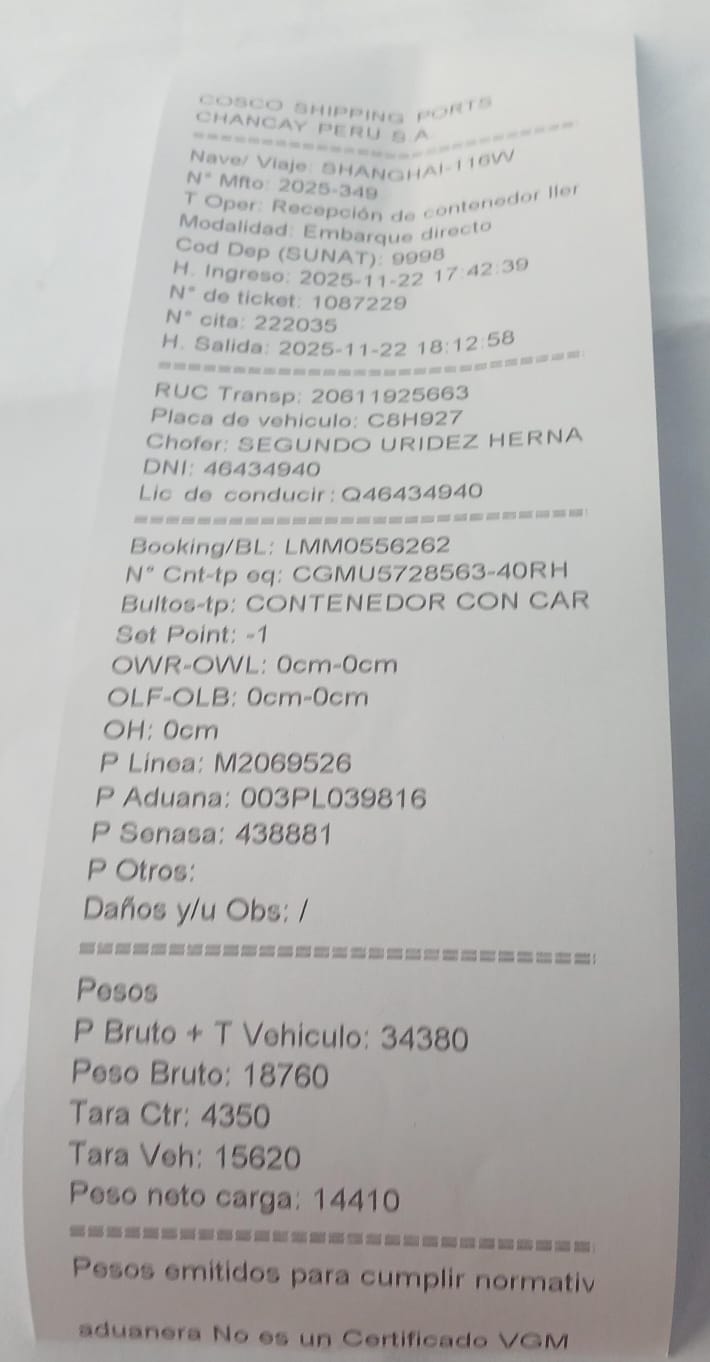 COSCO SHIPPING PORTS
CHANCAY PERU S A
Nave/ Viaje: SHANGHAI-116W
N° Mfto: 2025-349
T Oper: Recepción de contenedor ller
Modalidad: Embarque directo
Cod Dep (SUNAT): 9998
H. Ingreso: 2025-11-22 17:42:39
N° de ticket: 1087229
N° cita: 222035
H. Salida: 2025-11-22 18:12:58
RUC Transp: 20611925663
Placa de vehiculo: C8H927
Chofer: SEGUNDO URIDEZ HERNA
DNI: 46434940
Lic de conducir: Q46434940
Booking/BL: LMM0556262
N° Cnt-tp eq: CGMU5728563-40RH
Bultos-tp: CONTENEDOR CON CAR
Set Point: -1
OWR-OWL: 0cm-0cm
OLF-OLB: 0cm-0cm
OH: 0cm
P Linea: M2069526
P Aduana: 003PL039816
P Senasa: 438881
P Otros:
Daños y/u Obs: /
Pesos
P Bruto + T Vehiculo: 34380
Peso Bruto: 18760
Tara Ctr: 4350
Tara Veh: 15620
Peso neto carga: 14410
Pesos emitidos para cumplir normativ
aduanera No es un Certificado VGM